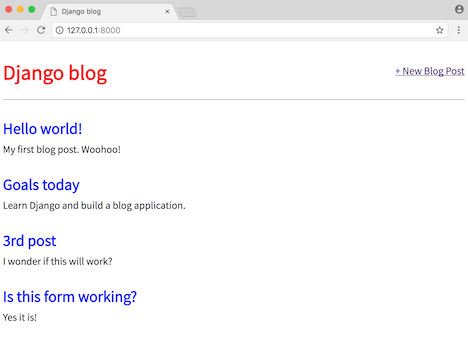 Django blog
127.0.0.1:8000
Django blog
+ New Blog Post
Hello world!
My first blog post. Woohoo!
Goals today
Learn Django and build a blog application.
3rd post
I wonder if this will work?
Is this form working?
Yes it is!